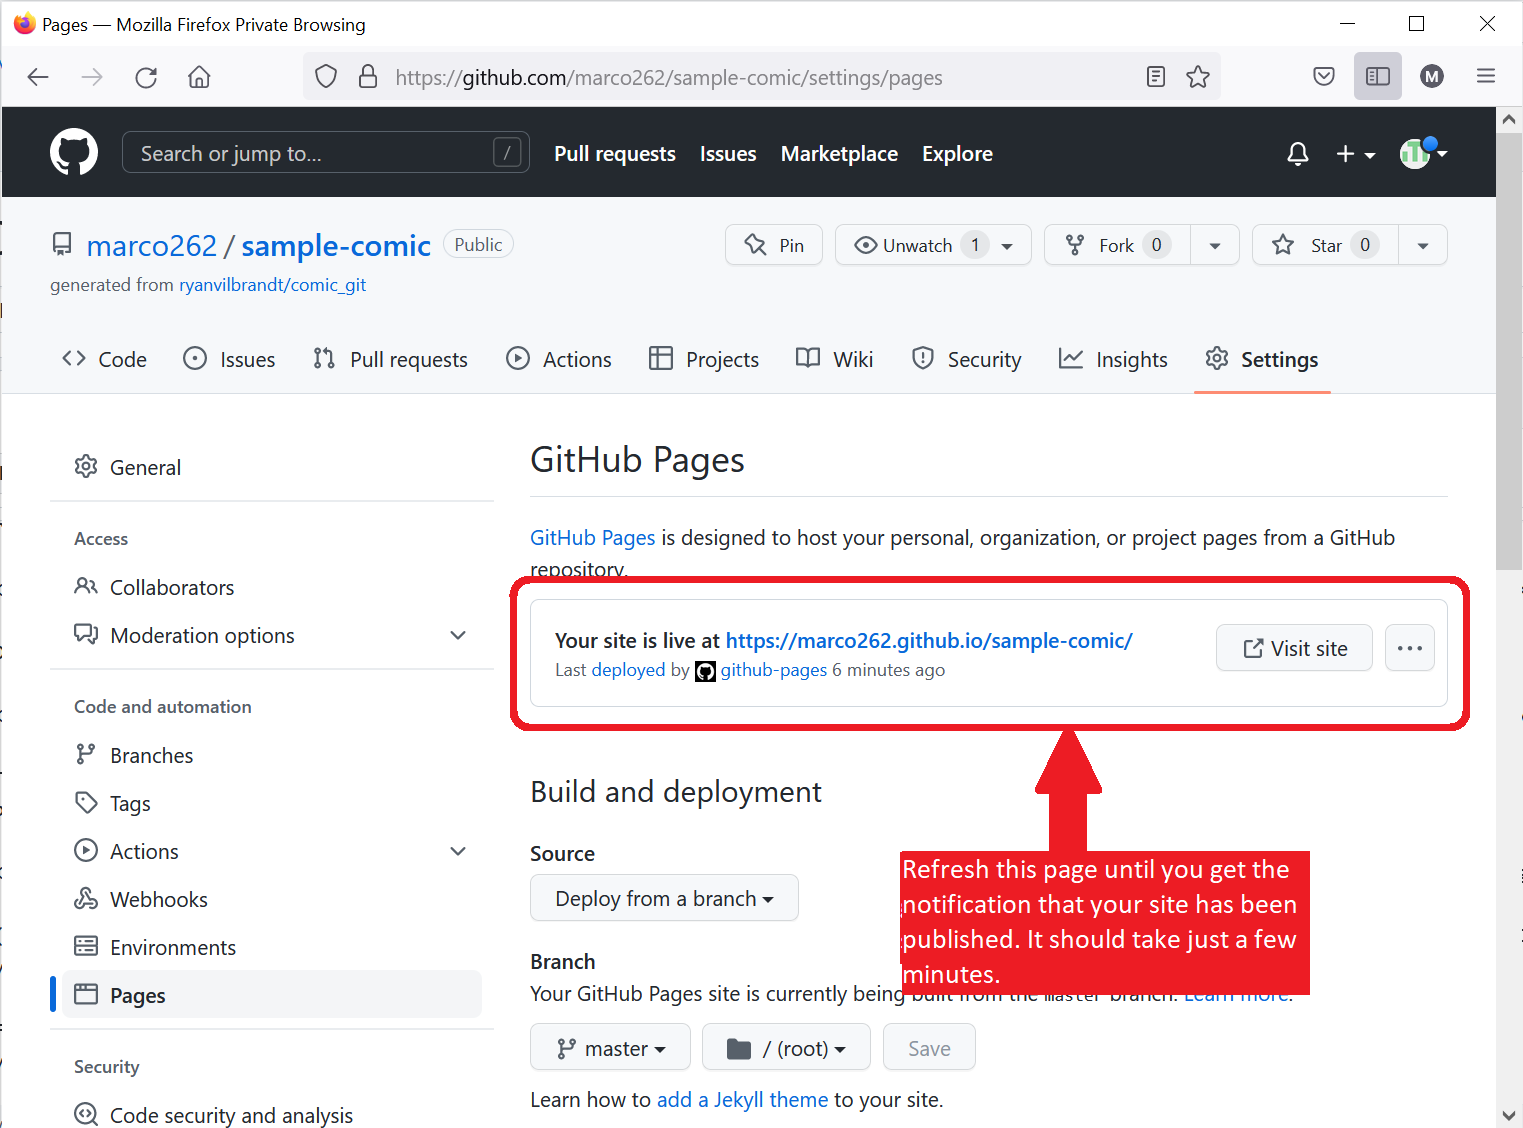 Pages — Mozilla Firefox Private Browsing
https://github.com/marco262/sample-comic/settings/pages
M
Search or jump to... /
Pull requests Issues Marketplace Explore
marco262 / sample-comic Public
Pin Unwatch 1 Fork 0 Star 0
generated from ryanvilbrandt/comic_git
Code Issues Pull requests Actions Projects Wiki Security Insights Settings
General
Access
Collaborators
Moderation options
Code and automation
Branches
Tags
Actions
Webhooks
Environments
Pages
Security
Code security and analysis
GitHub Pages
GitHub Pages is designed to host your personal, organization, or project pages from a GitHub
repository.
Your site is live at https://marco262.github.io/sample-comic/
Last deployed by github-pages 6 minutes ago
Visit site
Build and deployment
Source
Deploy from a branch
Branch
Your GitHub Pages site is currently being built from the master branch. Learn more.
master / (root) Save
Learn how to add a Jekyll theme to your site.
Refresh this page until you get the
notification that your site has been
published. It should take just a few
minutes.